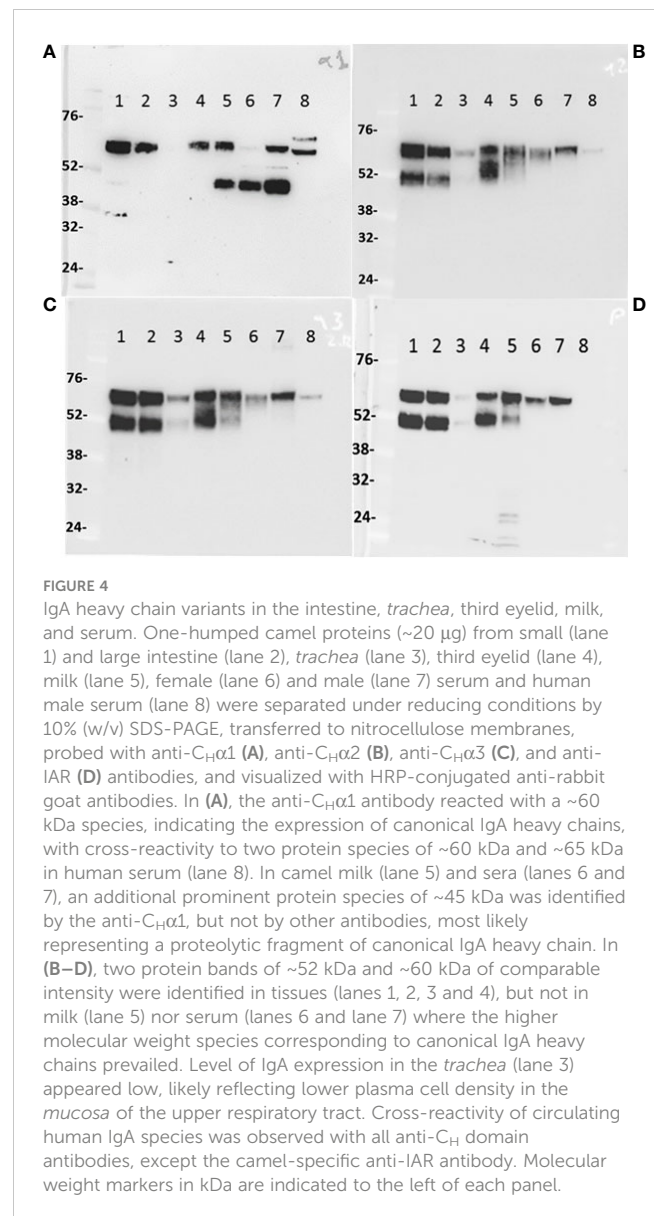 A
B
α1
1 2 3 4 5 6 7 8
76-
52-
38-
32-
24-
1 2 3 4 5 6 7 8
76-
52-
38-
32-
24-
C
D
1 2 3 4 5 6 7 8
76-
52-
38-
32-
24-
P
1 2 3 4 5 6 7 8
76-
52-
38-
32-
24-
FIGURE 4
IgA heavy chain variants in the intestine, trachea, third eyelid, milk,
and serum. One-humped camel proteins (~20 μg) from small (lane
1) and large intestine (lane 2), trachea (lane 3), third eyelid (lane 4),
milk (lane 5), female (lane 6) and male (lane 7) serum and human
male serum (lane 8) were separated under reducing conditions by
10% (w/v) SDS-PAGE, transferred to nitrocellulose membranes,
probed with anti-CHα1 (A), anti-CHα2 (B), anti-CHα3 (C), and anti-
IAR (D) antibodies, and visualized with HRP-conjugated anti-rabbit
goat antibodies. In (A), the anti-CHα1 antibody reacted with a ~60
kDa species, indicating the expression of canonical IgA heavy chains,
with cross-reactivity to two protein species of ~60 kDa and ~65 kDa
in human serum (lane 8). In camel milk (lane 5) and sera (lanes 6 and
7), an additional prominent protein species of ~45 kDa was identified
by the anti-CHα1, but not by other antibodies, most likely
representing a proteolytic fragment of canonical IgA heavy chain. In
(B–D), two protein bands of ~52 kDa and ~60 kDa of comparable
intensity were identified in tissues (lanes 1, 2, 3 and 4), but not in
milk (lane 5) nor serum (lanes 6 and lane 7) where the higher
molecular weight species corresponding to canonical IgA heavy
chains prevailed. Level of IgA expression in the trachea (lane 3)
appeared low, likely reflecting lower plasma cell density in the
mucosa of the upper respiratory tract. Cross-reactivity of circulating
human IgA species was observed with all anti-CH domain
antibodies, except the camel-specific anti-IAR antibody. Molecular
weight markers in kDa are indicated to the left of each panel.